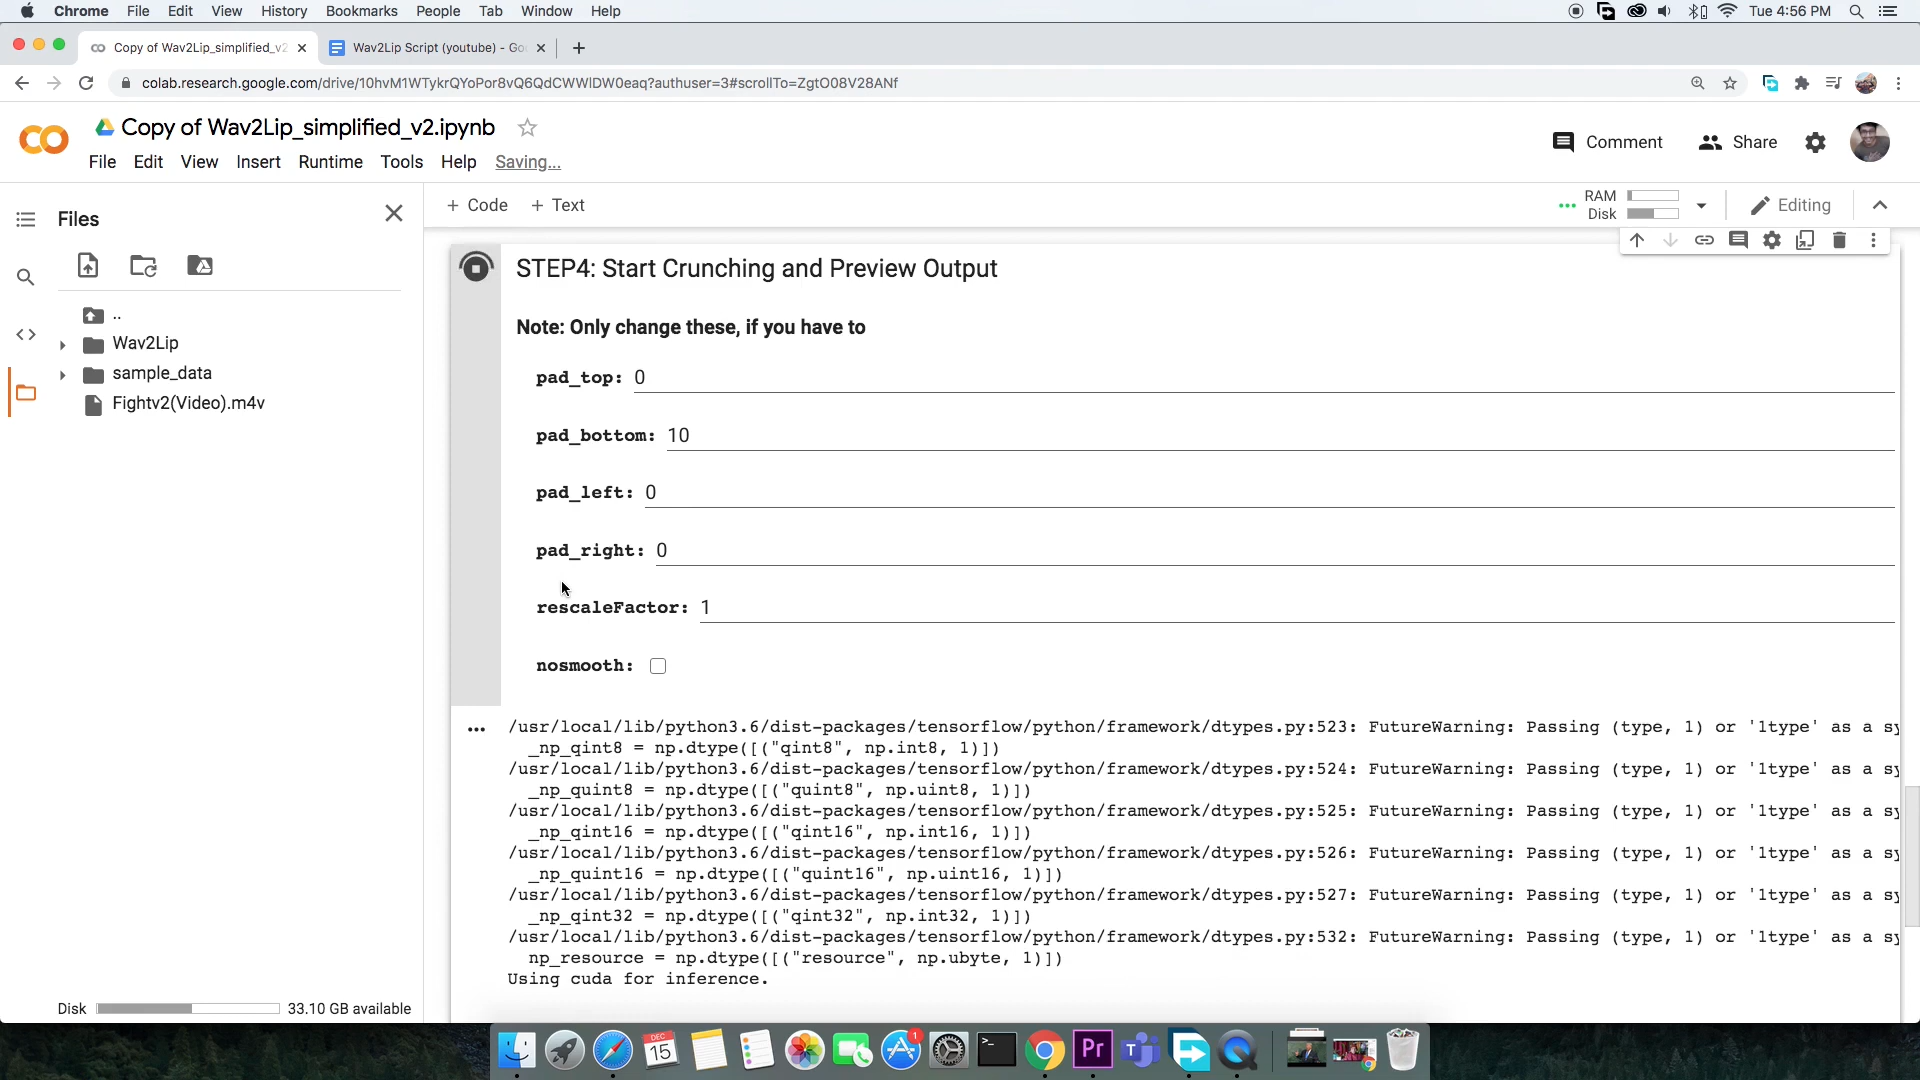 Chrome File Edit View History Bookmarks People Tab Window Help Tue 4:56 PM
Copy of Wav2Lip_simplified_v2 Wav2Lip Script (youtube) - Goo
colab.research.google.com/drive/10hvM1WTykrQYoPor8vQ6QdCWWlDW0eaq?authuser=3#scrollTo=ZgtO08V28ANf
Copy of Wav2Lip_simplified_v2.ipynb
Comment Share
File Edit View Insert Runtime Tools Help Saving...
Files
+ Code + Text
RAM
Disk
Editing
STEP4: Start Crunching and Preview Output
Note: Only change these, if you have to
..
Wav2Lip
sample_data
Fightv2(Video).m4v
pad_top: 0
pad_bottom: 10
pad_left: 0
pad_right: 0
rescaleFactor: 1
nosmooth:
/usr/local/lib/python3.6/dist-packages/tensorflow/python/framework/dtypes.py:523: FutureWarning: Passing (type, 1) or '1type' as a sy
_np_qint8 = np.dtype([("qint8", np.int8, 1)])
/usr/local/lib/python3.6/dist-packages/tensorflow/python/framework/dtypes.py:524: FutureWarning: Passing (type, 1) or '1type' as a sy
_np_quint8 = np.dtype([("quint8", np.uint8, 1)])
/usr/local/lib/python3.6/dist-packages/tensorflow/python/framework/dtypes.py:525: FutureWarning: Passing (type, 1) or '1type' as a sy
_np_qint16 = np.dtype([("qint16", np.int16, 1)])
/usr/local/lib/python3.6/dist-packages/tensorflow/python/framework/dtypes.py:526: FutureWarning: Passing (type, 1) or '1type' as a sy
_np_quint16 = np.dtype([("quint16", np.uint16, 1)])
/usr/local/lib/python3.6/dist-packages/tensorflow/python/framework/dtypes.py:527: FutureWarning: Passing (type, 1) or '1type' as a sy
_np_qint32 = np.dtype([("qint32", np.int32, 1)])
/usr/local/lib/python3.6/dist-packages/tensorflow/python/framework/dtypes.py:532: FutureWarning: Passing (type, 1) or '1type' as a sy
np_resource = np.dtype([("resource", np.ubyte, 1)])
Using cuda for inference.
Disk 33.10 GB available
DEC
15
1
Pr